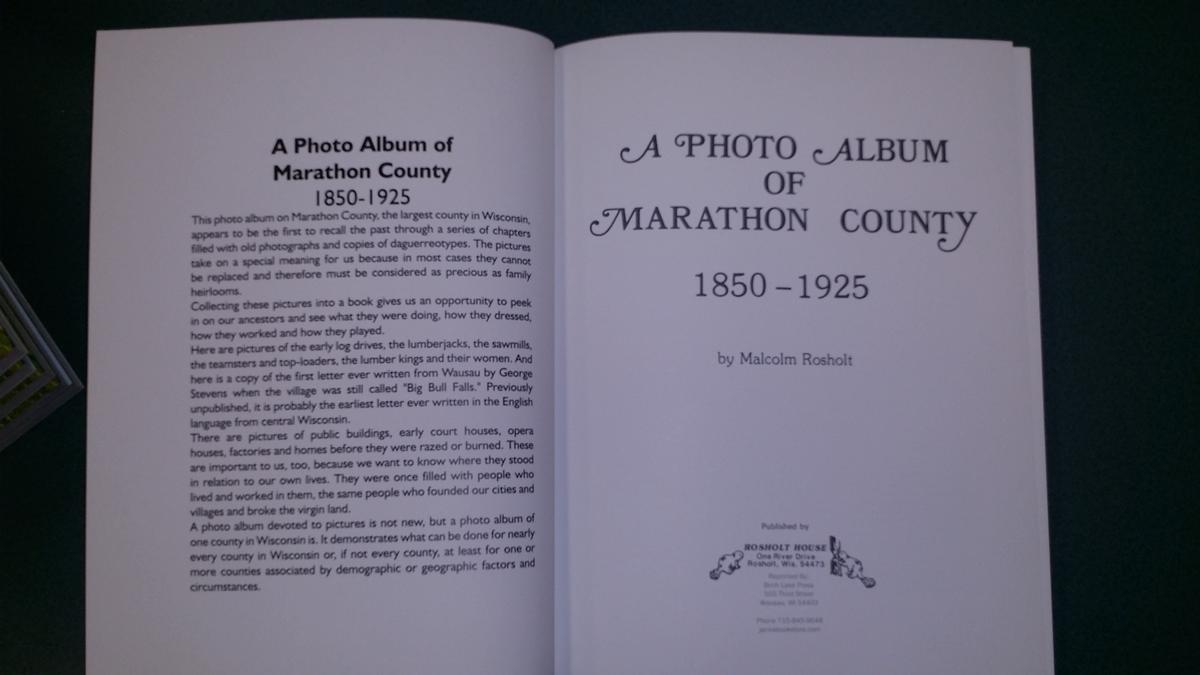 A Photo Album of
Marathon County
1850-1925
This photo album on Marathon County, the largest county in Wisconsin,
appears to be the first to recall the past through a series of chapters
filled with old photographs and copies of daguerreotypes. The pictures
take on a special meaning for us because in most cases they cannot
be replaced and therefore must be considered as precious as family
heirlooms.
Collecting these pictures into a book gives us an opportunity to peek
in on our ancestors and see what they were doing, how they dressed,
how they worked and how they played.
Here are pictures of the early log drives, the lumberjacks, the sawmills,
the teamsters and top-loaders, the lumber kings and their women. And
here is a copy of the first letter ever written from Wausau by George
Stevens when the village was still called "Big Bull Falls." Previously
unpublished, it is probably the earliest letter ever written in the English
language from central Wisconsin.
There are pictures of public buildings, early court houses, opera
houses, factories and homes before they were razed or burned. These
are important to us, too, because we want to know where they stood
in relation to our own lives. They were once filled with people who
lived and worked in them, the same people who founded our cities and
villages and broke the virgin land.
A photo album devoted to pictures is not new, but a photo album of
one county in Wisconsin is. It demonstrates what can be done for nearly
every county in Wisconsin or, if not every county, at least for one or
more counties associated by demographic or geographic factors and
circumstances.
A PHOTO ALBUM
OF
MARATHON COUNTY
1850 – 1925
by Malcolm Rosholt
Published by
ROSHOLT HOUSE
One River Drive
Rosholt, Wis. 54473
Reprinted By:
Birch Lake Press
Third Street
Wausau, WI 54403